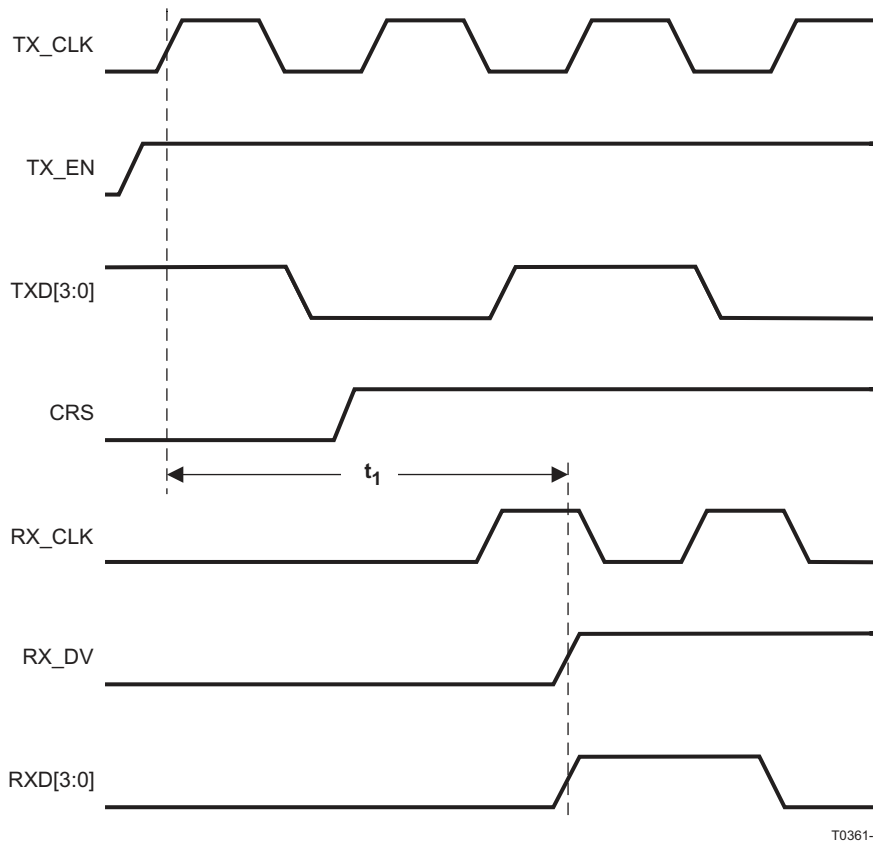 TX_CLK
TX_EN
TXD[3:0]
CRS
t1
RX_CLK
RX_DV
RXD[3:0]
T0361-